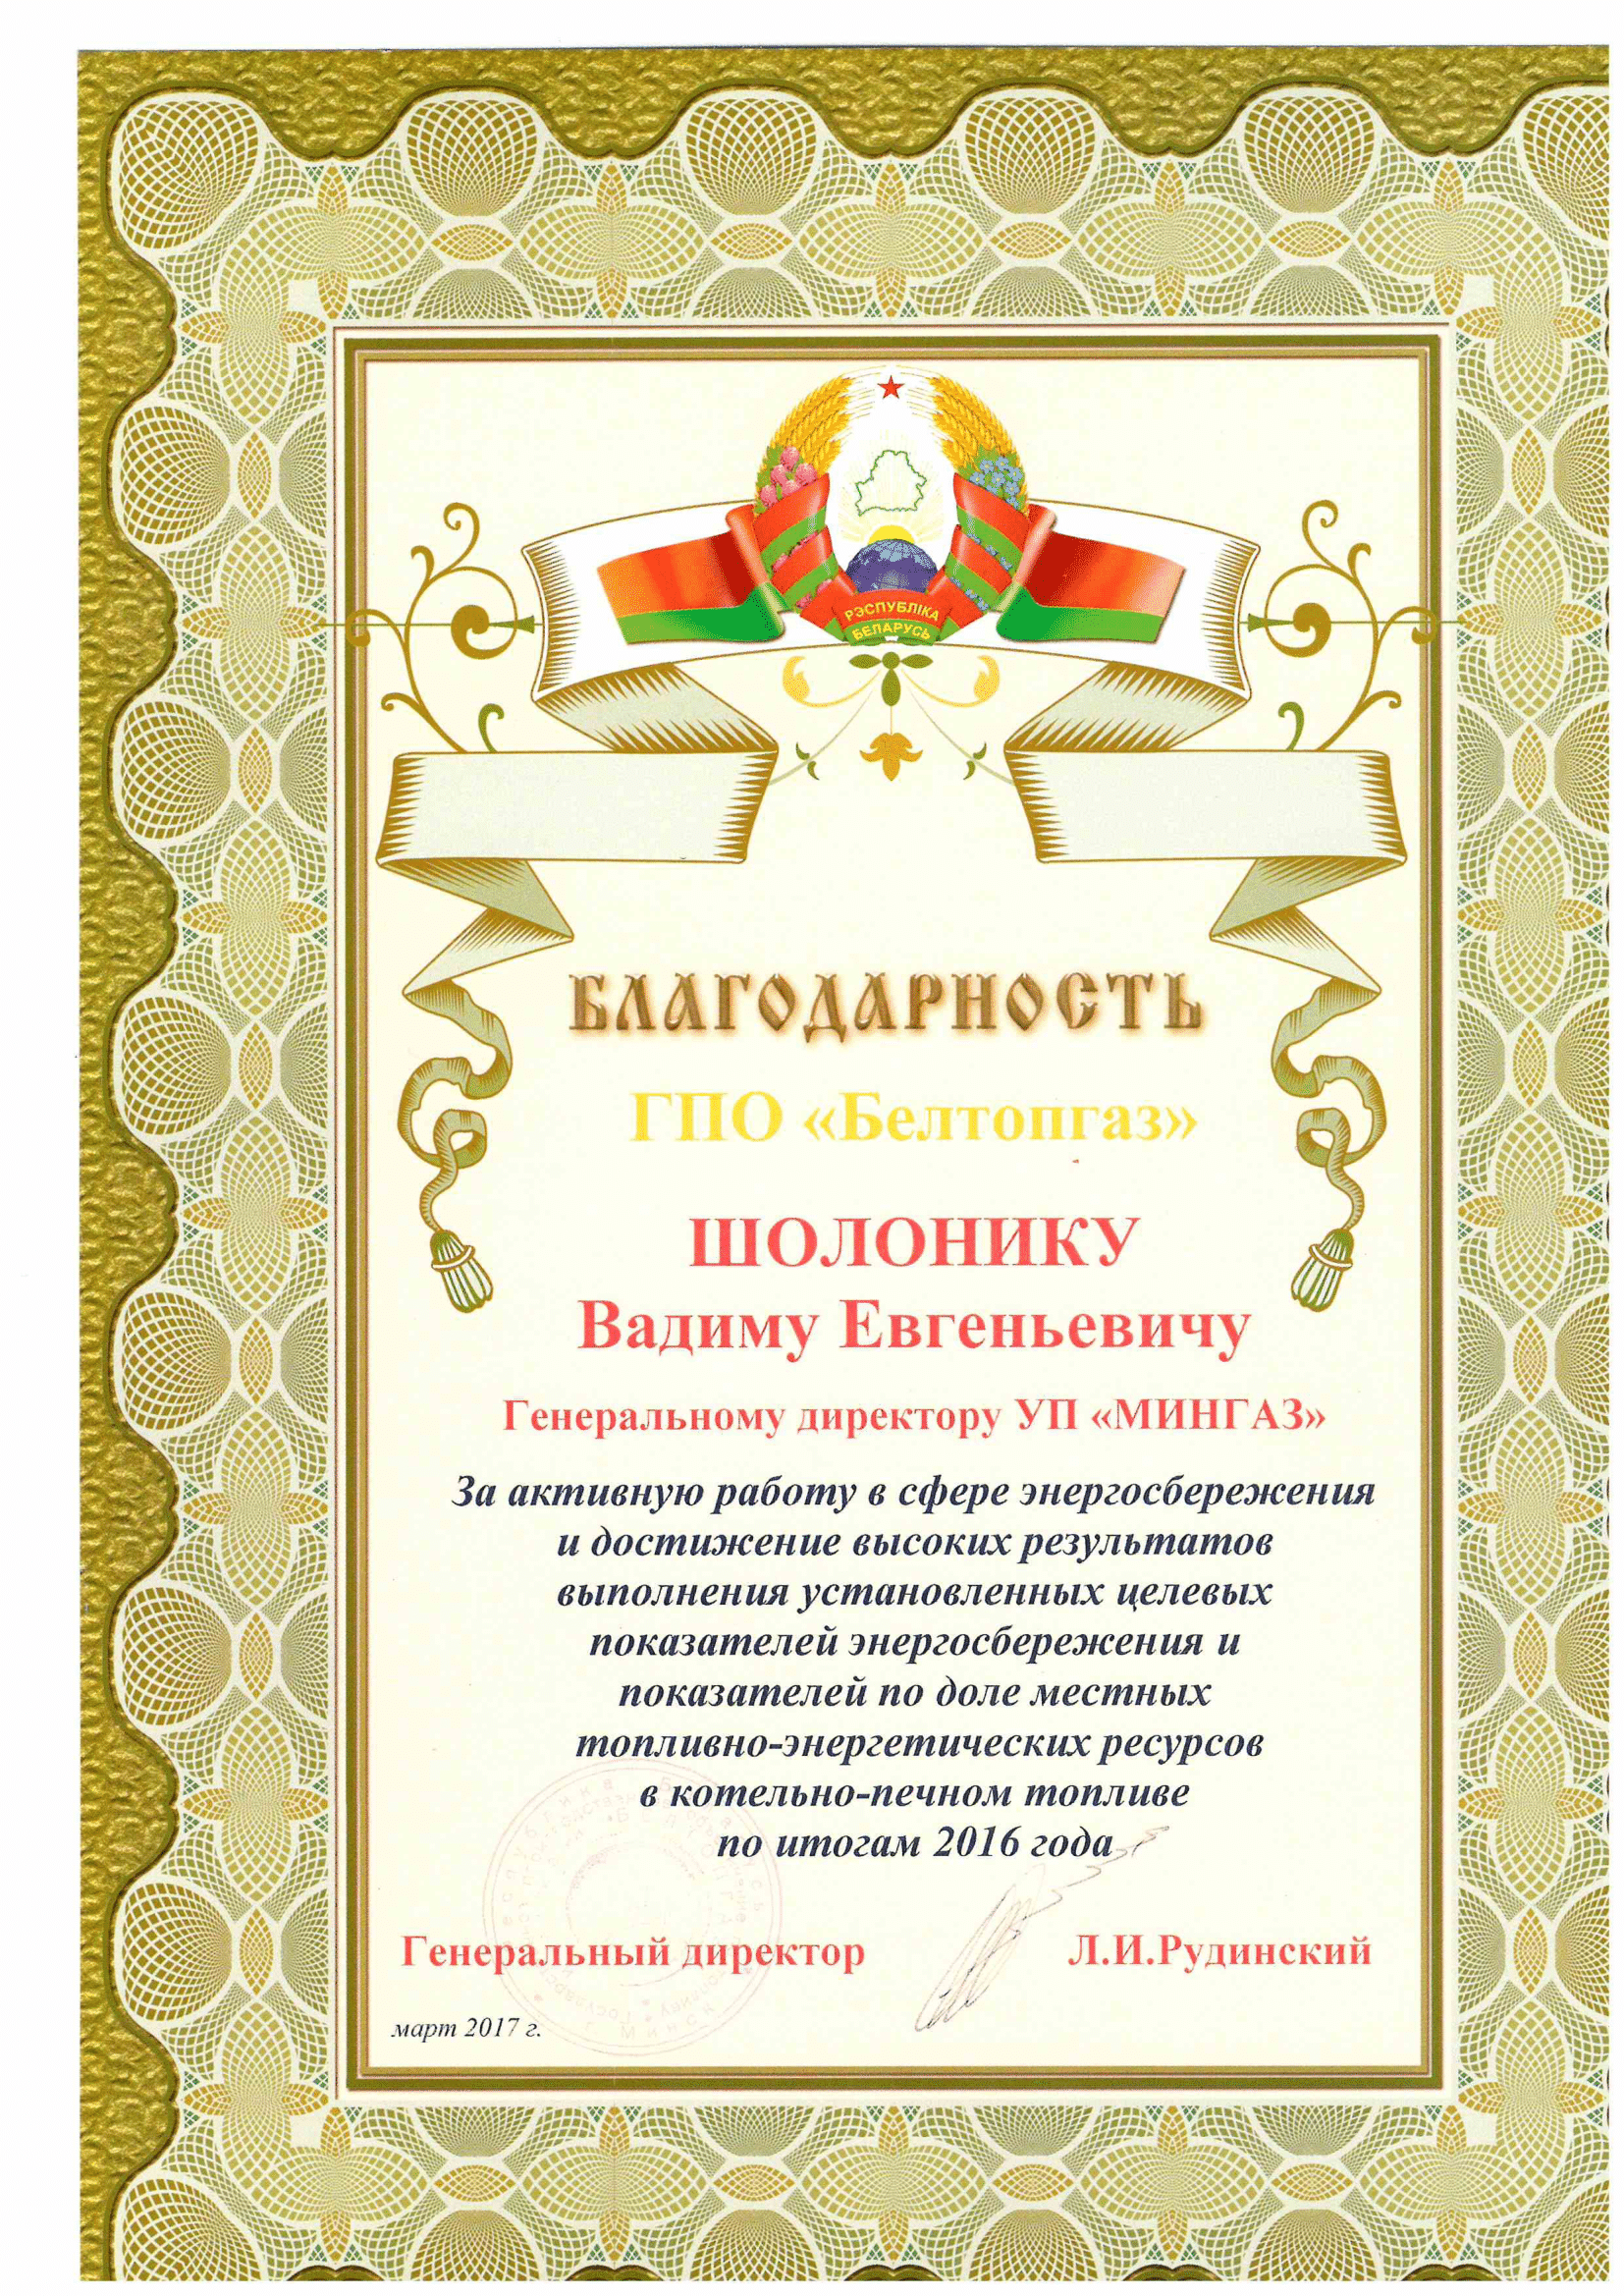 РЭСПУБЛІКА
БЕЛАРУСЬ
БЛАГОДАРНОСТЬ
ГПО «Белтопгаз»
ШОЛОНИКУ
Вадиму Евгеньевичу
Генеральному директору УП «МИНГАЗ»
За активную работу в сфере энергосбережения
и достижение высоких результатов
выполнения установленных целевых
показателей энергосбережения и
показателей по доле местных
топливно-энергетических ресурсов
в котельно-печном топливе
по итогам 2016 года
Генеральный директор
Л.И.Рудинский
март 2017 г.
г. Минск